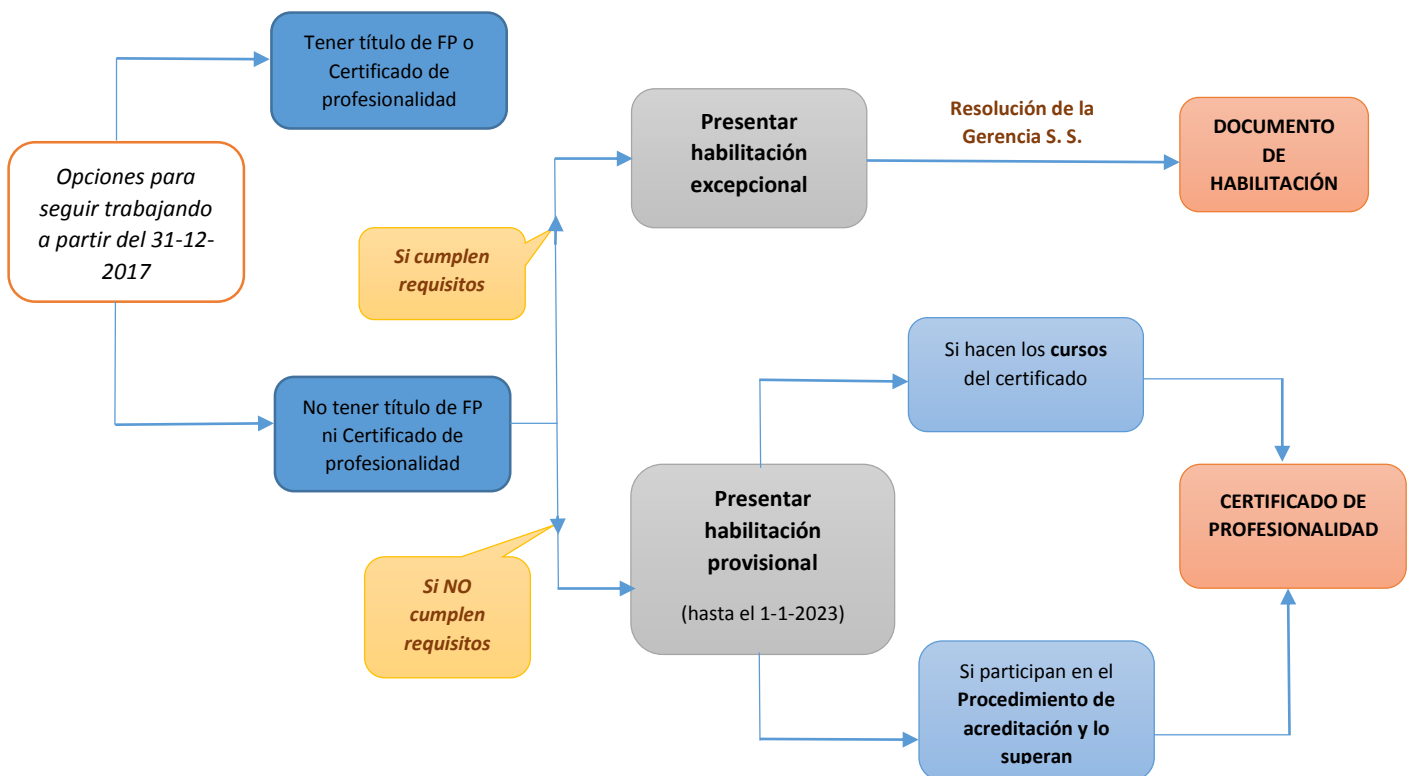 Tener título de FP o
Certificado de
profesionalidad
Opciones para
seguir trabajando
a partir del 31-12-
2017
No tener título de FP
ni Certificado de
profesionalidad
Si cumplen
requisitos
Presentar
habilitación
excepcional
Resolución de la
Gerencia S. S.
DOCUMENTO
DE
HABILITACIÓN
Si NO
cumplen
requisitos
Presentar
habilitación
provisional
(hasta el 1-1-2023)
Si hacen los cursos
del certificado
Si participan en el
Procedimiento de
acreditación y lo
superan
CERTIFICADO DE
PROFESIONALIDAD